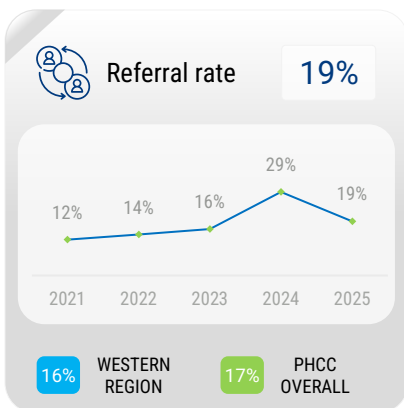 Referral rate
19%
29%
19%
16%
14%
12%
2021 2022 2023 2024 2025
16%
WESTERN
REGION
17%
PHCC
OVERALL